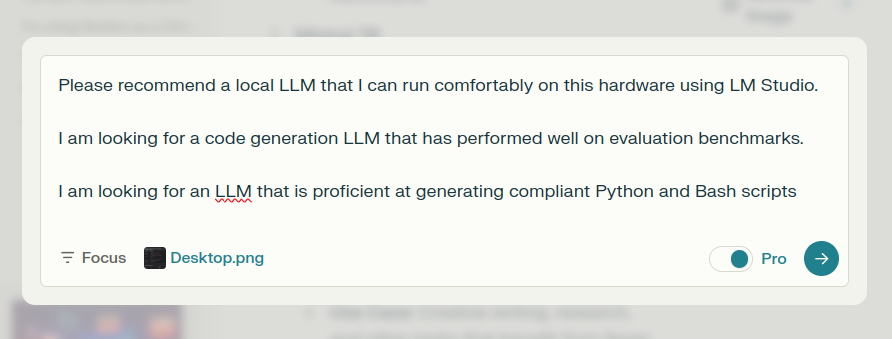 Please recommend a local LLM that I can run comfortably on this hardware using LM Studio.
I am looking for a code generation LLM that has performed well on evaluation benchmarks.
I am looking for an LLM that is proficient at generating compliant Python and Bash scripts
Focus Desktop.png Pro